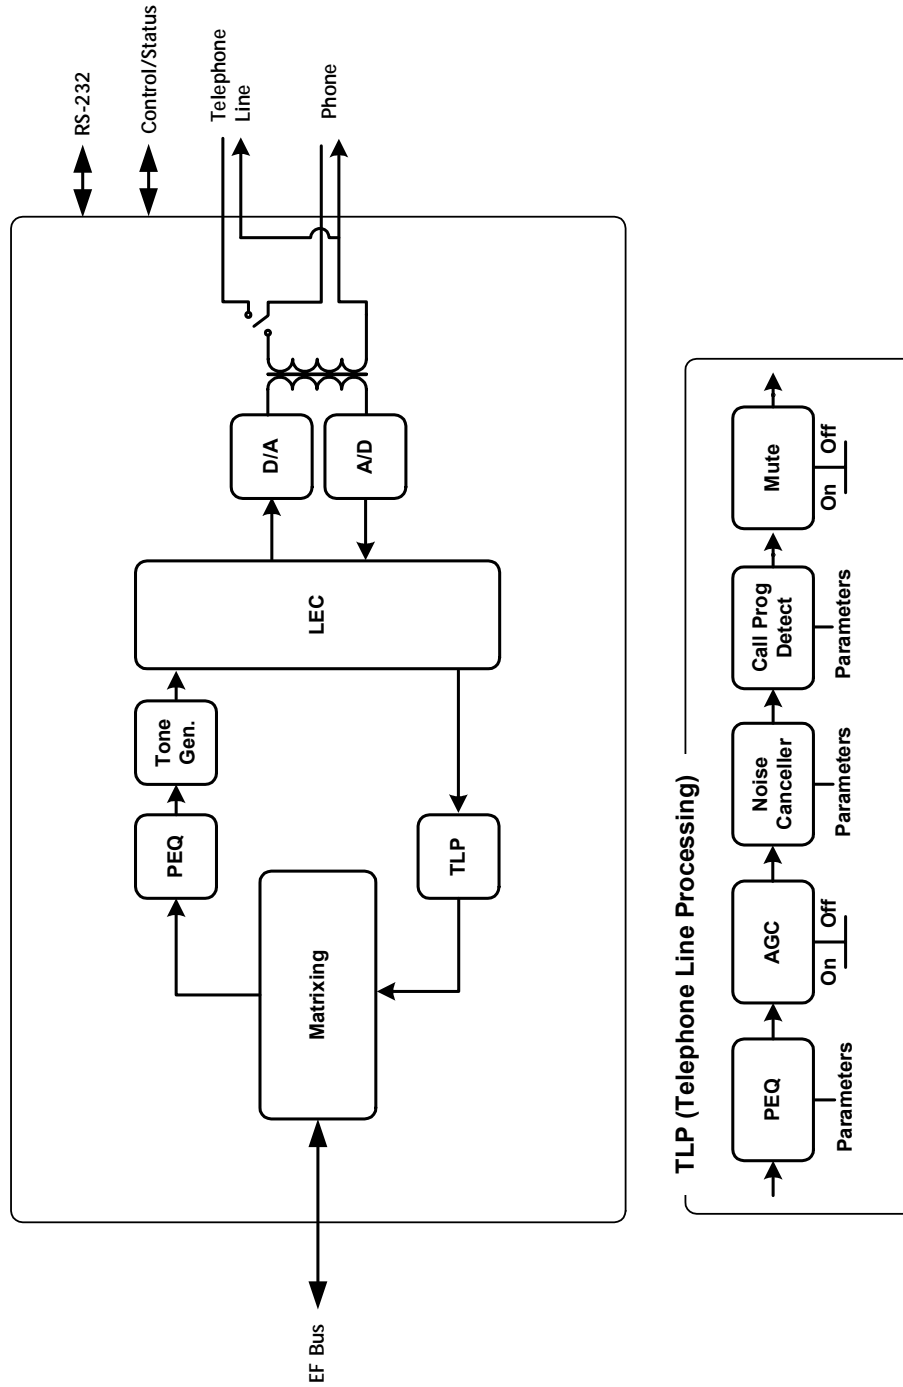 RS-232
Control/Status
Telephone
Line
Phone
EF Bus
Matrixing
PEQ
Tone
Gen.
LEC
D/A
A/D
TLP
TLP (Telephone Line Processing)
PEQ
Parameters
AGC
On
Off
Noise
Canceller
Parameters
Call Prog
Detect
Parameters
Mute
On
Off